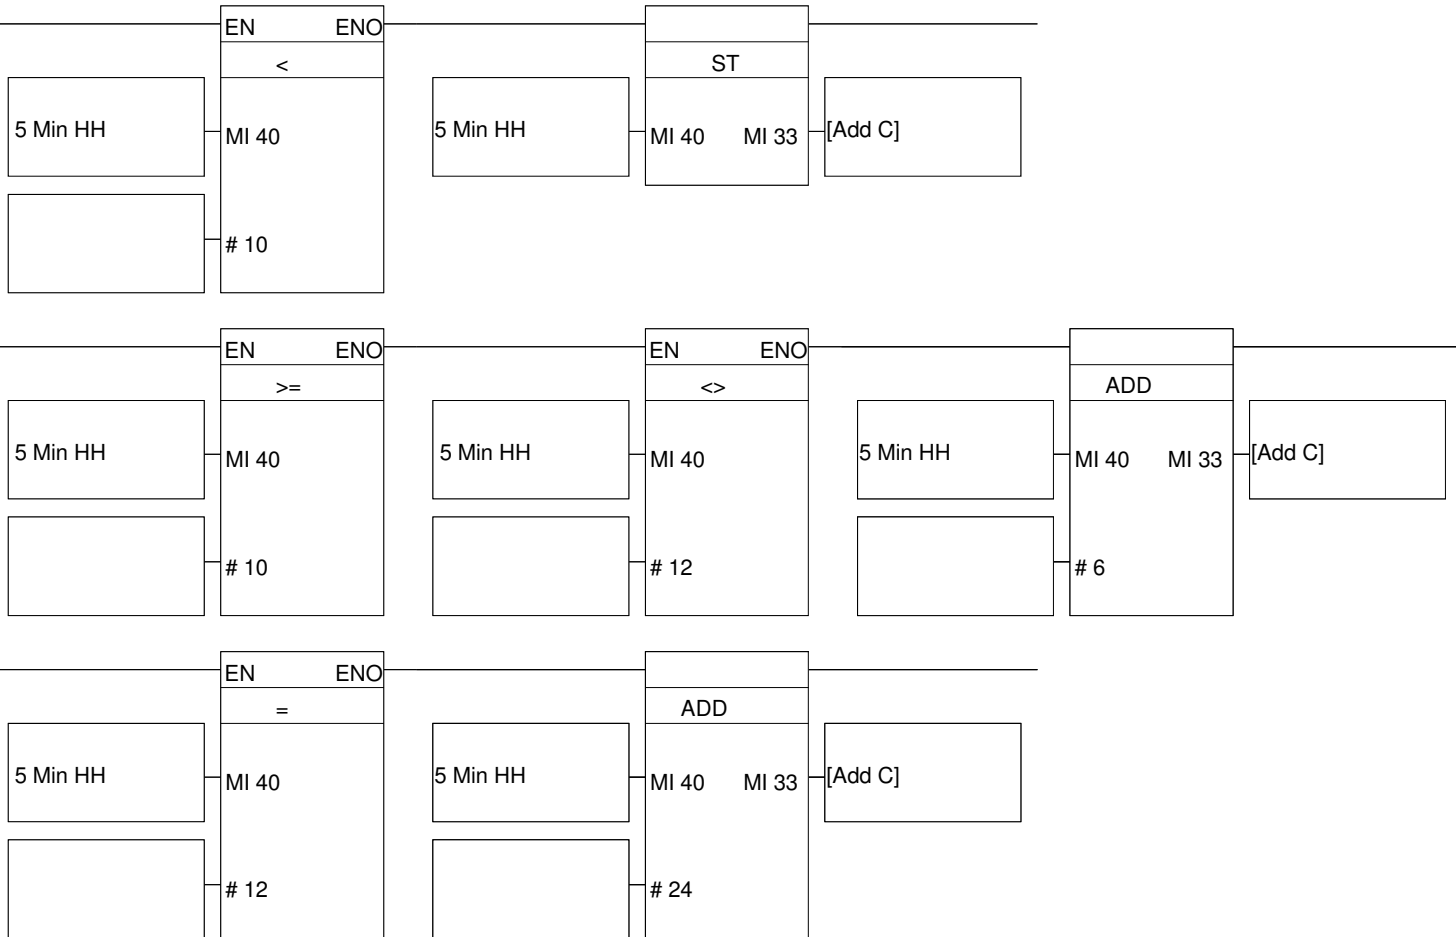 EN ENO
<
ST
5 Min HH MI 40 5 Min HH MI 40 MI 33 [Add C]
# 10
EN ENO EN ENO
>= <> ADD
5 Min HH MI 40 5 Min HH MI 40 5 Min HH MI 40 MI 33 [Add C]
# 10 # 12 # 6
EN ENO
= ADD
5 Min HH MI 40 5 Min HH MI 40 MI 33 [Add C]
# 12 # 24